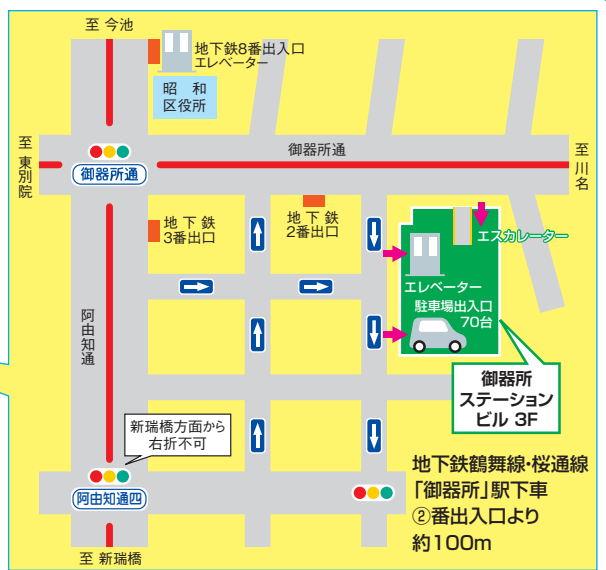 至 今池
地下鉄8番出入口
エレベーター
昭和
区役所
至東別院
御器所通
御器所通
至川名
地下鉄
3番出口
地下鉄
2番出口
エスカレーター
エレベーター
駐車場出入口
70台
阿由知通
御器所
ステーション
ビル 3F
新瑞橋方面から
右折不可
阿由知通四
至 新瑞橋
地下鉄鶴舞線・桜通線
「御器所」駅下車
②番出入口より
約100m